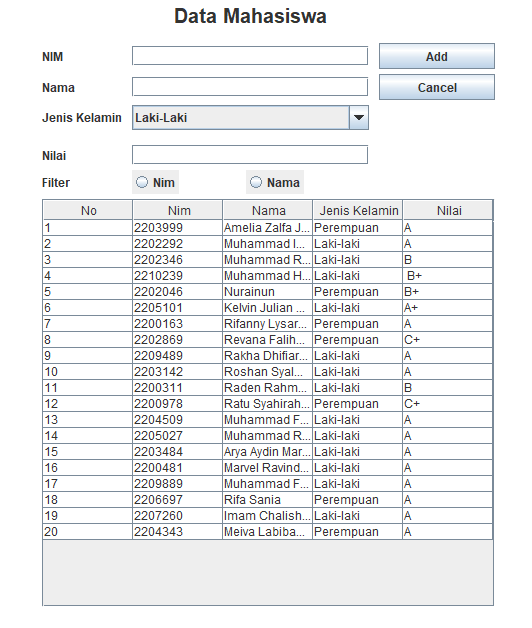 Data Mahasiswa
NIM Add
Nama Cancel
Jenis Kelamin Laki-Laki
Nilai
Filter Nim Nama
No Nim Nama Jenis Kelamin Nilai
1 2203999 Amelia Zalfa J... Perempuan A
2 2202292 Muhammad I... Laki-laki A
3 2202346 Muhammad R... Laki-laki B
4 2210239 Muhammad H... Laki-laki B+
5 2202046 Nurainun Perempuan B+
6 2205101 Kelvin Julian ... Laki-laki A+
7 2200163 Rifanny Lysar... Perempuan A
8 2202869 Revana Falih... Perempuan C+
9 2209489 Rakha Dhifiar... Laki-laki A
10 2203142 Roshan Syal... Laki-laki A
11 2200311 Raden Rahm... Laki-laki B
12 2200978 Ratu Syahirah... Perempuan C+
13 2204509 Muhammad F... Laki-laki A
14 2205027 Muhammad R... Laki-laki A
15 2203484 Arya Aydin Mar... Laki-laki A
16 2200481 Marvel Ravind... Laki-laki A
17 2209889 Muhammad F... Laki-laki A
18 2206697 Rifa Sania Perempuan A
19 2207260 Imam Chalish... Laki-laki A
20 2204343 Meiva Labiba... Perempuan A